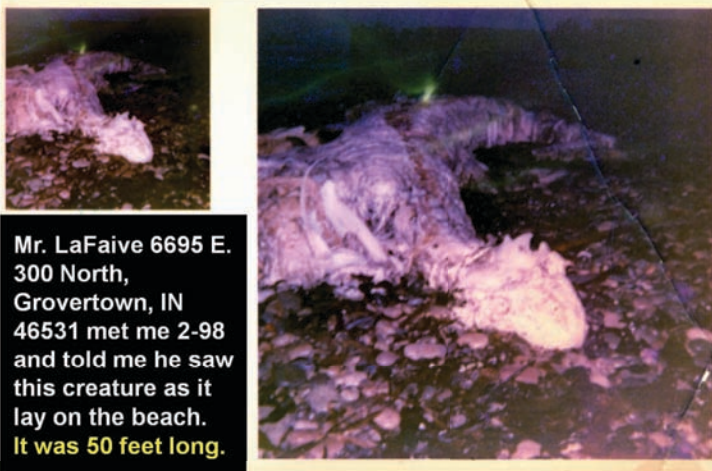 Mr. LaFaive 6695 E.
300 North,
Grovertown, IN
46531 met me 2-98
and told me he saw
this creature as it
lay on the beach.
It was 50 feet long.